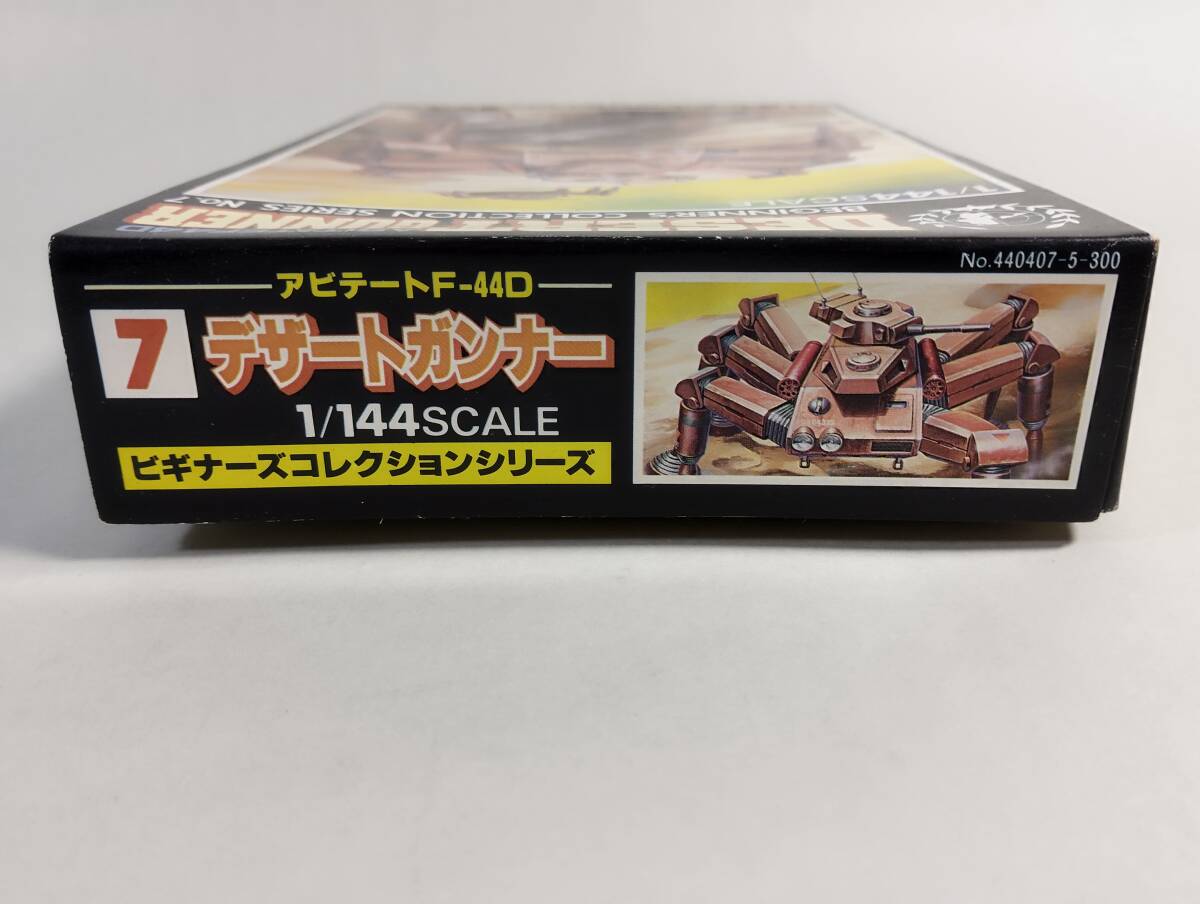 1/144SCALE
BEGINNER'S COLLECTION SERIES NO.7
DESERT GUNNER
No.440407-5-300
アビテートF-44D
7
デザートガンナー
1/144SCALE
ビギナーズコレクションシリーズ